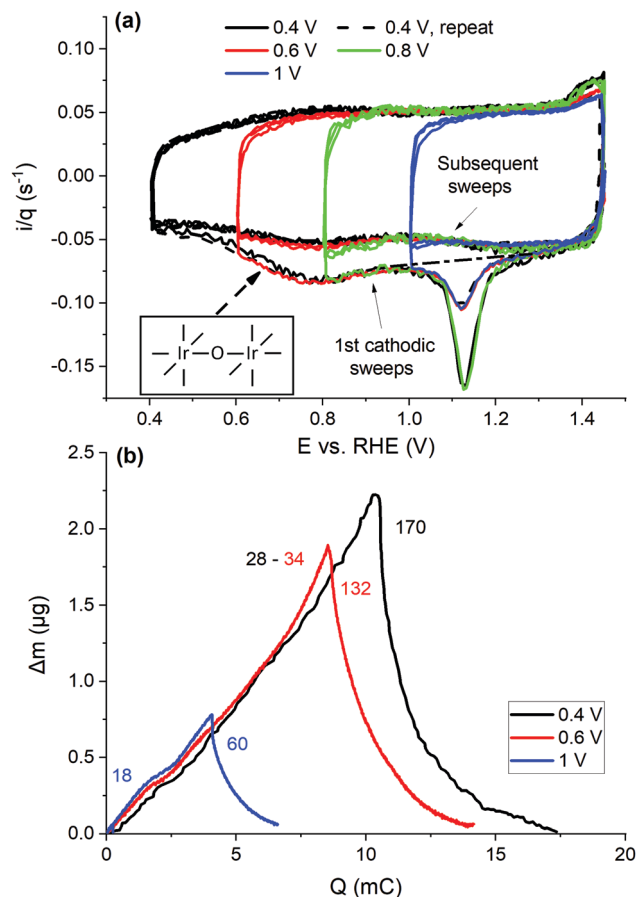 (a)
0.4 V
0.4 V, repeat
0.6 V
0.8 V
1 V
0.10
0.05
0.00
-0.05
-0.10
-0.15
i/q (s⁻¹)
Subsequent
sweeps
1st cathodic
sweeps
Ir O Ir
0.4 0.6 0.8 1.0 1.2 1.4
E vs. RHE (V)
(b)
2.5
2.0
1.5
1.0
0.5
0.0
Δm (µg)
170
28 - 34
132
18
60
0.4 V
0.6 V
1 V
0 5 10 15 20
Q (mC)